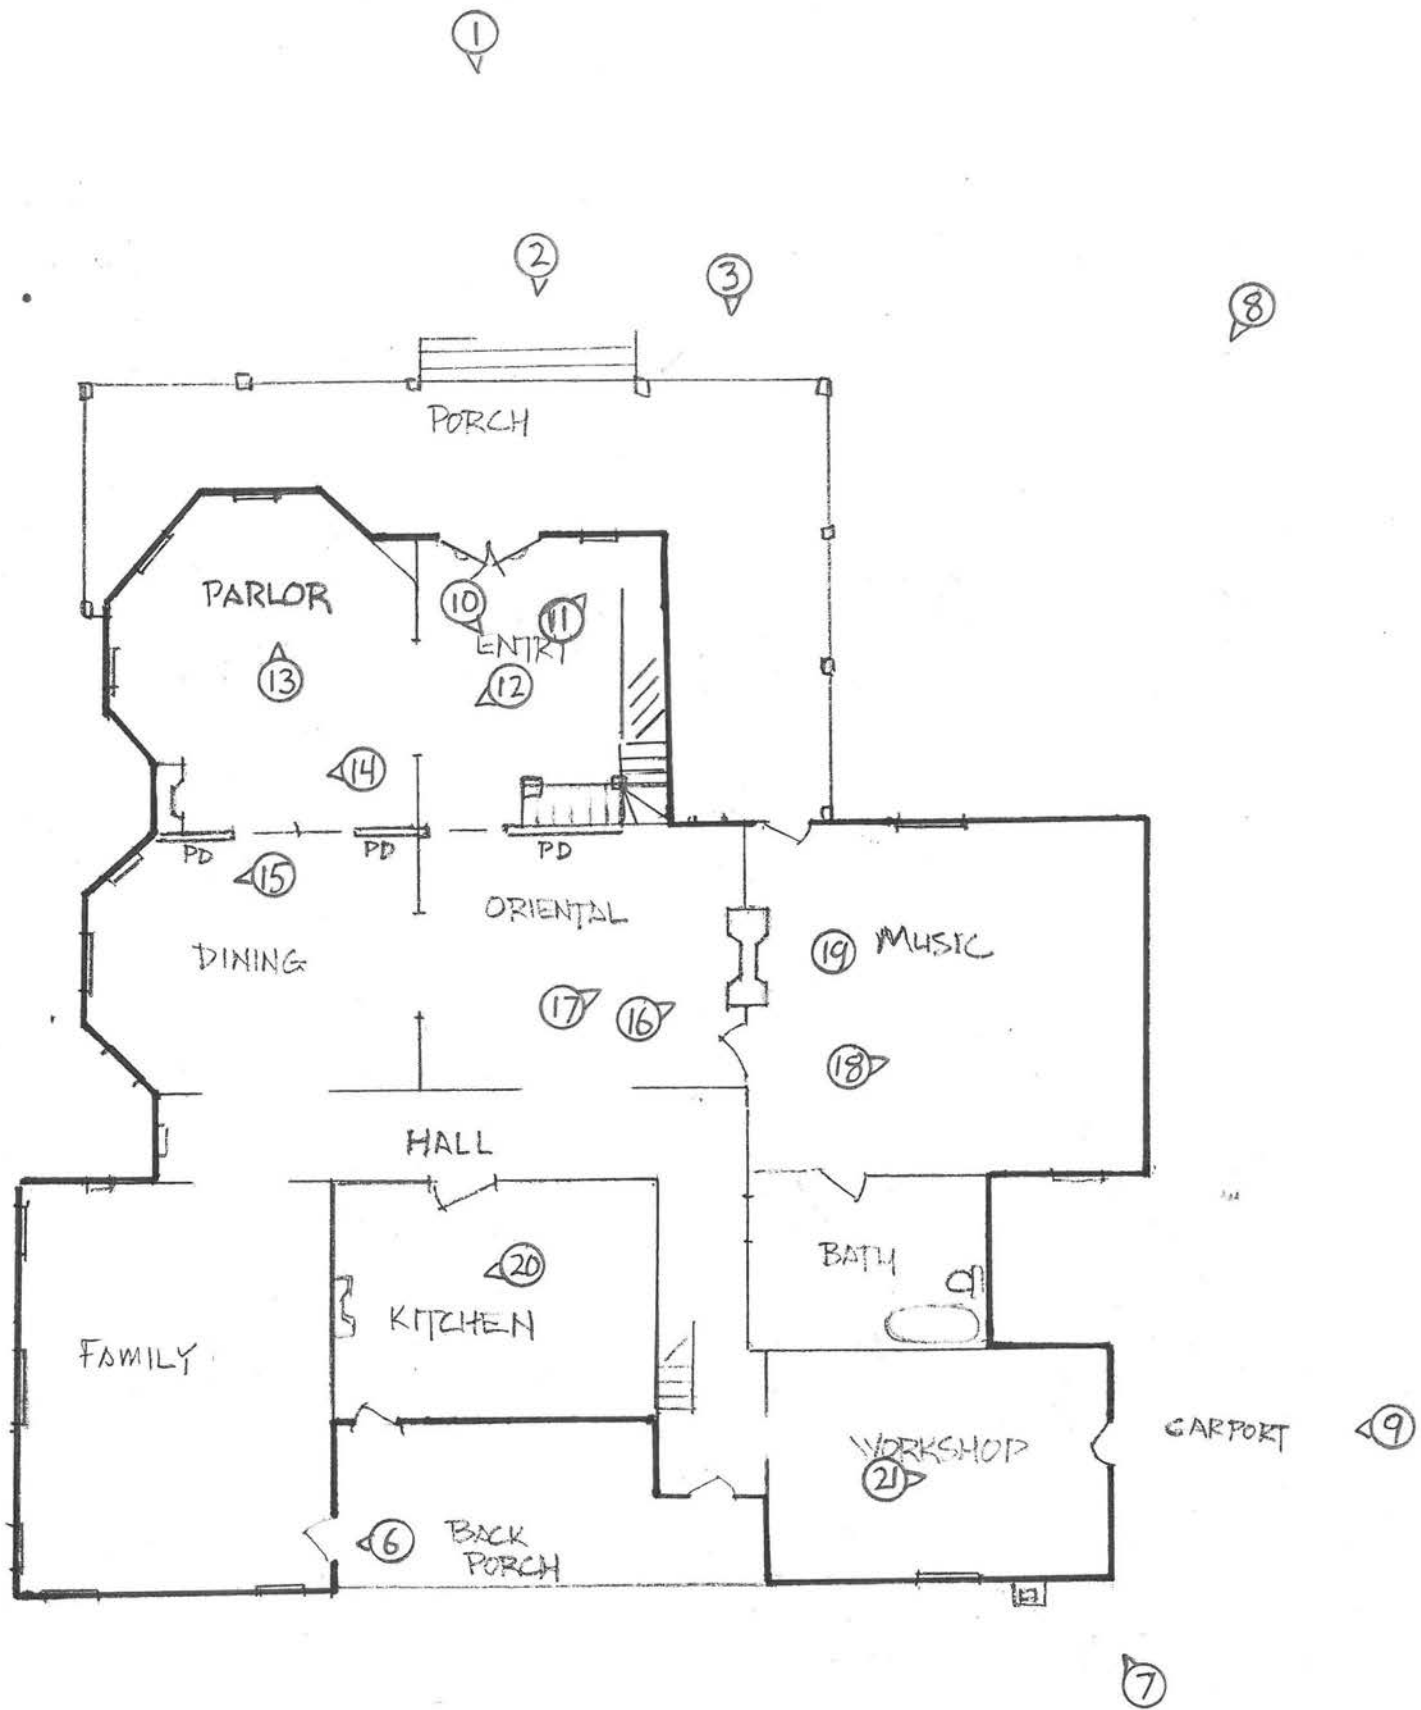 1
2
3
8
PORCH
PARLOR
10
11
ENTRY
12
13
14
PD
PD
PD
15
ORIENTAL
DINING
19
MUSIC
17
16
18
HALL
20
BATH
KITCHEN
FAMILY
CARPORT
9
WORKSHOP
21
6
BACK
PORCH
7